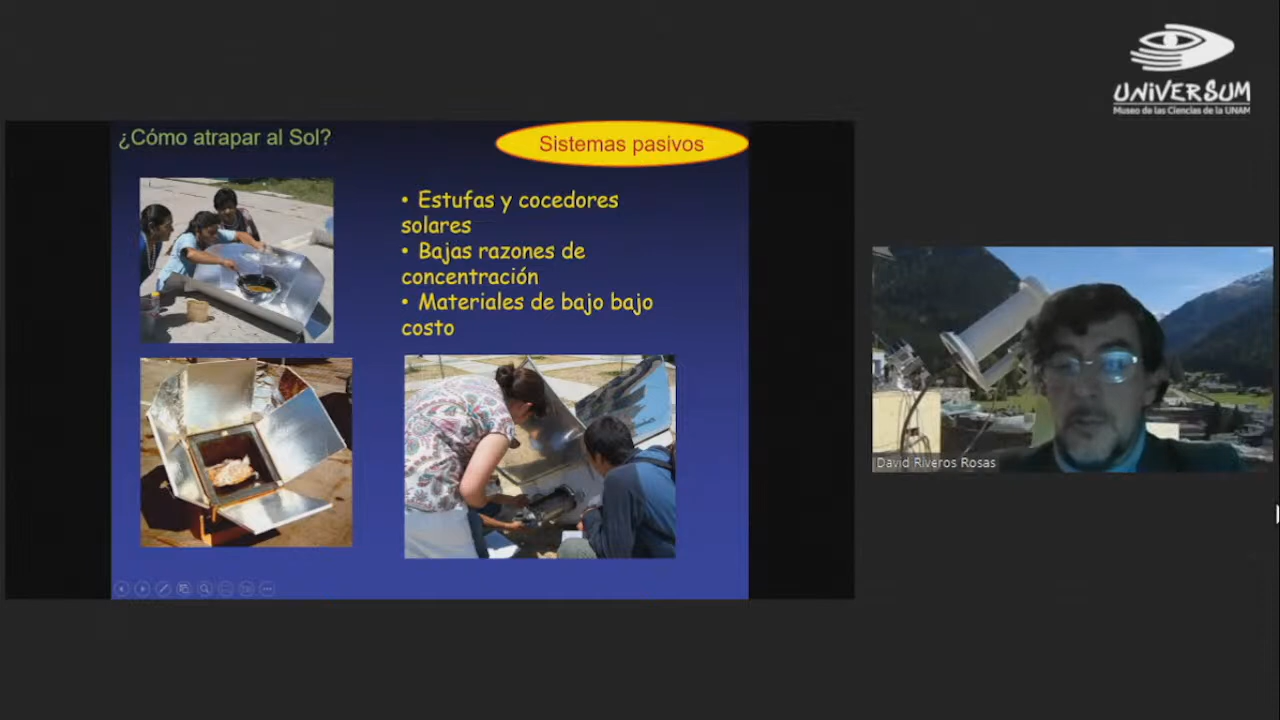 UNIVERSUM
Museo de las Ciencias de la UNAM
¿Cómo atrapar al Sol?
Sistemas pasivos
• Estufas y cocedores
solares
• Bajas razones de
concentración
• Materiales de bajo bajo
costo
David Riveros Rosas